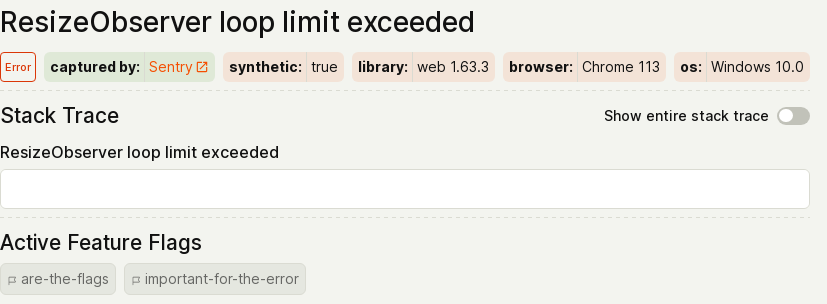 ResizeObserver loop limit exceeded
Error captured by: Sentry synthetic: true library: web 1.63.3 browser: Chrome 113 os: Windows 10.0
Stack Trace Show entire stack trace
ResizeObserver loop limit exceeded
Active Feature Flags
are-the-flags important-for-the-error